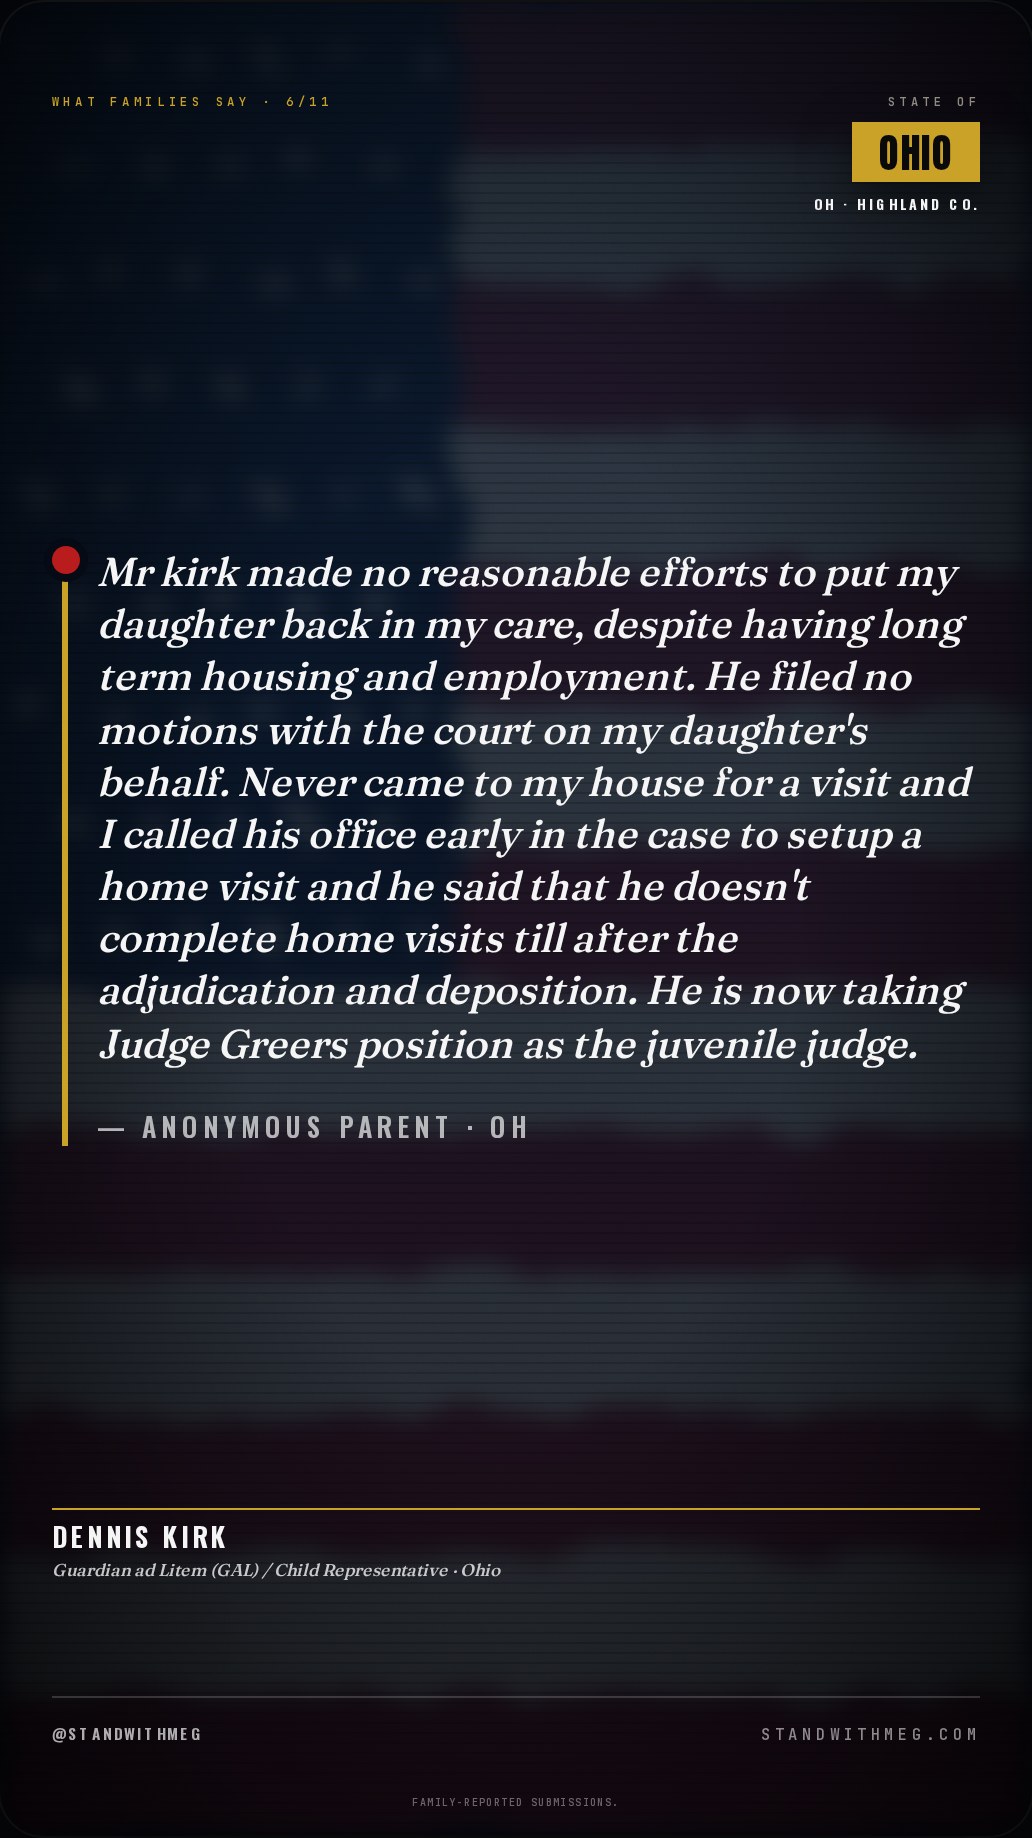 WHAT FAMILIES SAY · 6/11
STATE OF
OHIO
OH · HIGHLAND CO.
Mr kirk made no reasonable efforts to put my
daughter back in my care, despite having long
term housing and employment. He filed no
motions with the court on my daughter's
behalf. Never came to my house for a visit and
I called his office early in the case to setup a
home visit and he said that he doesn't
complete home visits till after the
adjudication and deposition. He is now taking
Judge Greers position as the juvenile judge.
— ANONYMOUS PARENT · OH
DENNIS KIRK
Guardian ad Litem (GAL) / Child Representative · Ohio
@STANDWITHMEG
STANDWITHMEG.COM
FAMILY-REPORTED SUBMISSIONS.